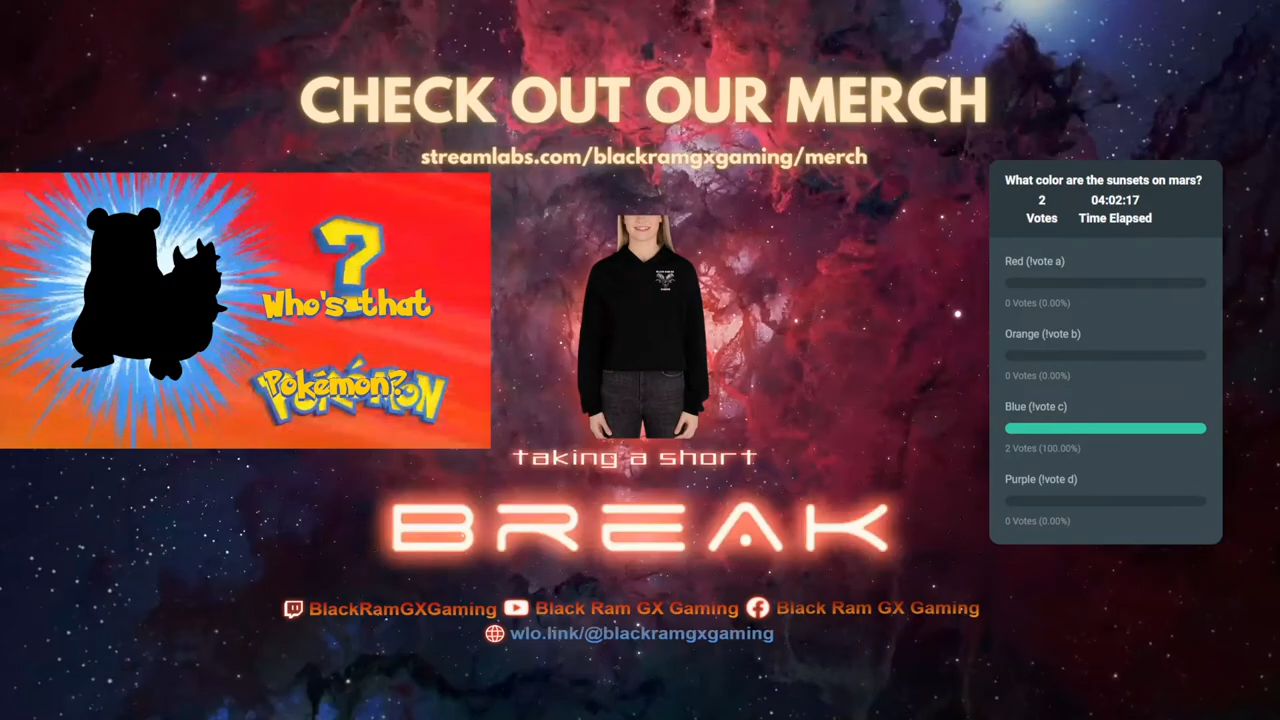 CHECK OUT OUR MERCH
streamlabs.com/blackramgxgaming/merch
?
Who's that
Pokémon?
POKÉMON
What color are the sunsets on mars?
2 04:02:17
Votes Time Elapsed
Red (!vote a)
0 Votes (0.00%)
Orange (!vote b)
0 Votes (0.00%)
Blue (!vote c)
2 Votes (100.00%)
Purple (!vote d)
0 Votes (0.00%)
taking a short
BREAK
BlackRamGXGaming Black Ram GX Gaming Black Ram GX Gaming
wlo.link/@blackramgxgaming